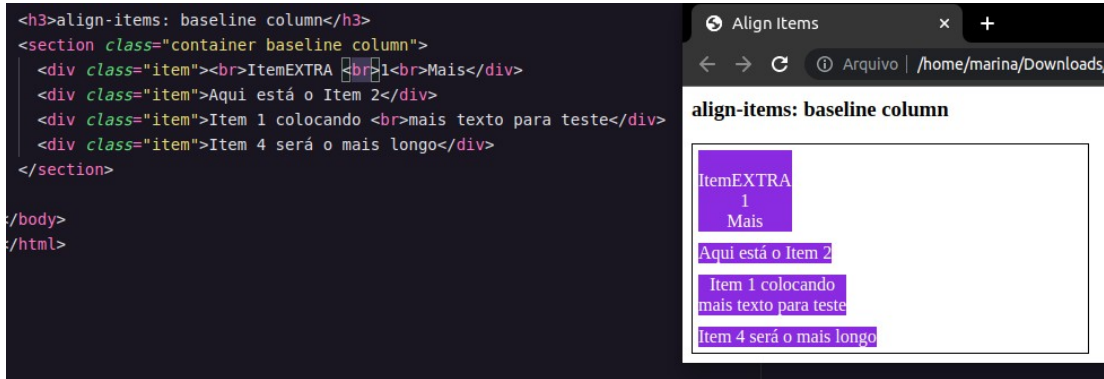 <h3>align-items: baseline column</h3>
<section class="container baseline column">
<div class="item"><br>ItemEXTRA <br>1<br>Mais</div>
<div class="item">Aqui está o Item 2</div>
<div class="item">Item 1 colocando <br>mais texto para teste</div>
<div class="item">Item 4 será o mais longo</div>
</section>
/body>
/html>
Align Items
Arquivo | /home/marina/Downloads/
align-items: baseline column
ItemEXTRA
1
Mais
Aqui está o Item 2
Item 1 colocando
mais texto para teste
Item 4 será o mais longo